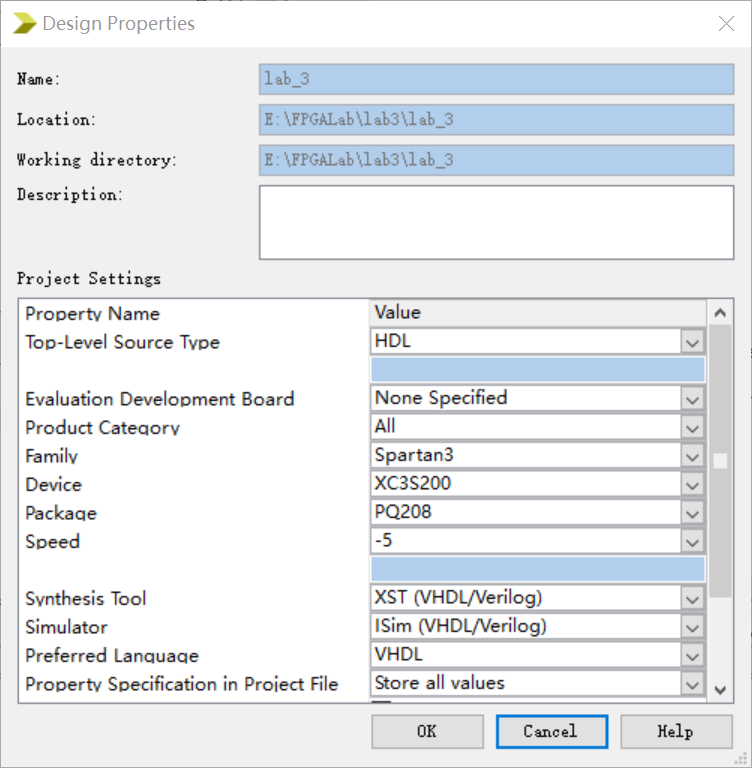 Design Properties
Name: lab_3
Location: E:\FPGALab\lab3\lab_3
Working directory: E:\FPGALab\lab3\lab_3
Description:
Project Settings
Property Name Value
Top-Level Source Type HDL
Evaluation Development Board None Specified
Product Category All
Family Spartan3
Device XC3S200
Package PQ208
Speed -5
Synthesis Tool XST (VHDL/Verilog)
Simulator ISim (VHDL/Verilog)
Preferred Language VHDL
Property Specification in Project File Store all values
OK Cancel Help